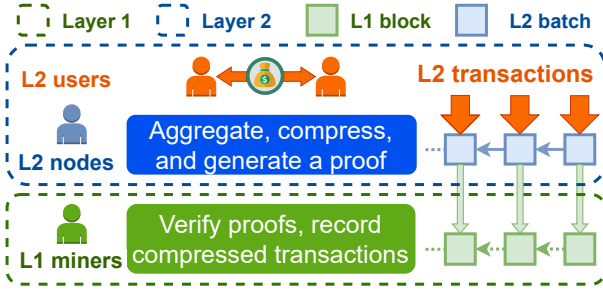 Layer 1 Layer 2 L1 block L2 batch
L2 users
L2 transactions
L2 nodes
Aggregate, compress,
and generate a proof
L1 miners
Verify proofs, record
compressed transactions